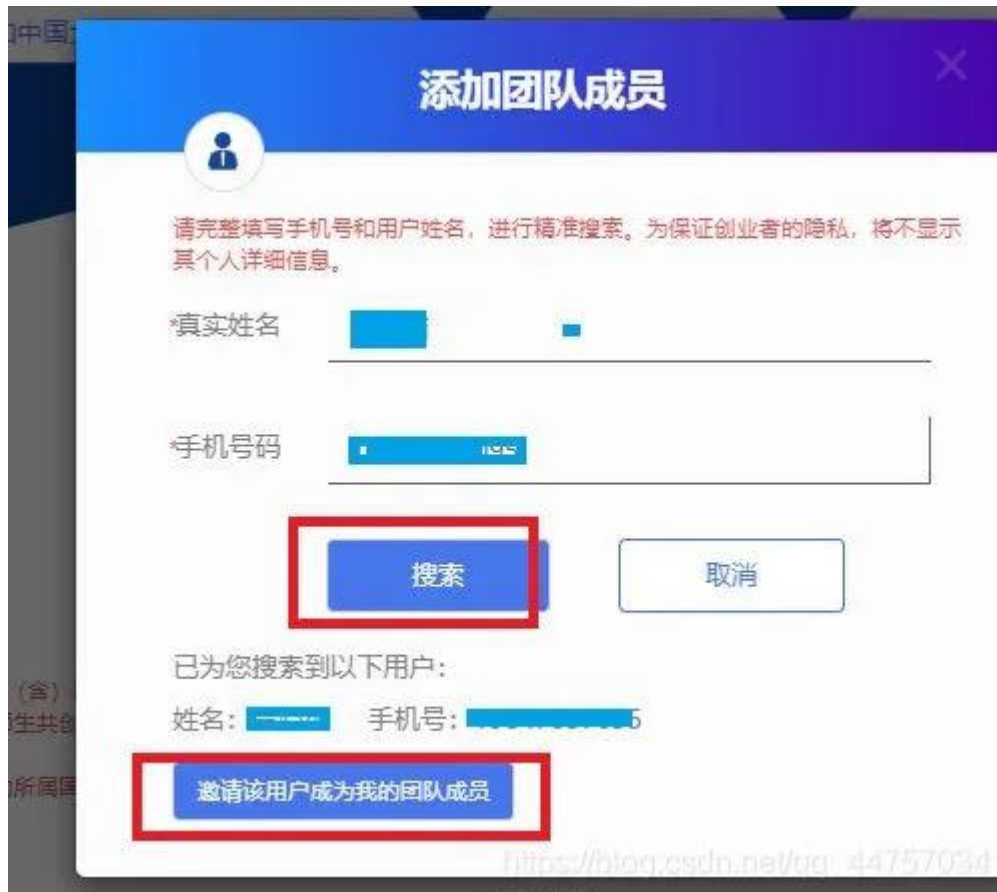 添加团队成员
请完整填写手机号和用户姓名，进行精准搜索。为保证创业者的隐私，将不显示
其个人详细信息。
*真实姓名
*手机号码
搜索
取消
已为您搜索到以下用户：
姓名：
手机号：
邀请该用户成为我的团队成员
（含）
所属国
https://blog.csdn.net/qq_44757034